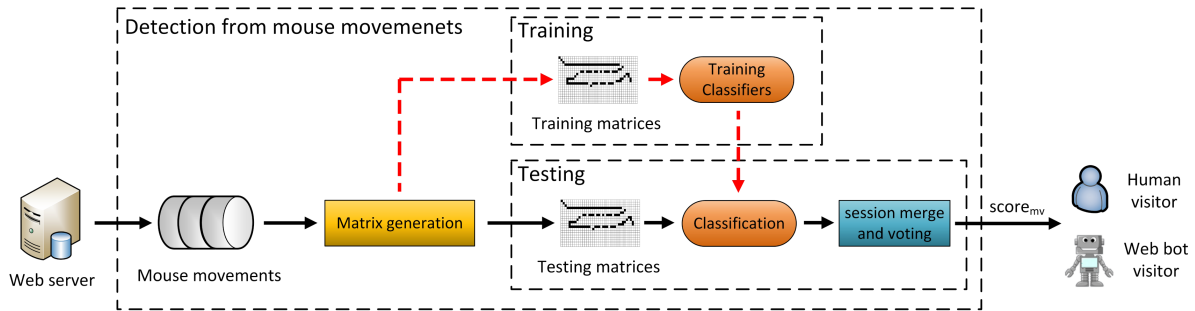 Detection from mouse movemenets
Training
Training
Classifiers
Training matrices
Testing
Web server
Mouse movements
Matrix generation
Testing matrices
Classification
session merge
and voting
score_mv
Human
visitor
Web bot
visitor